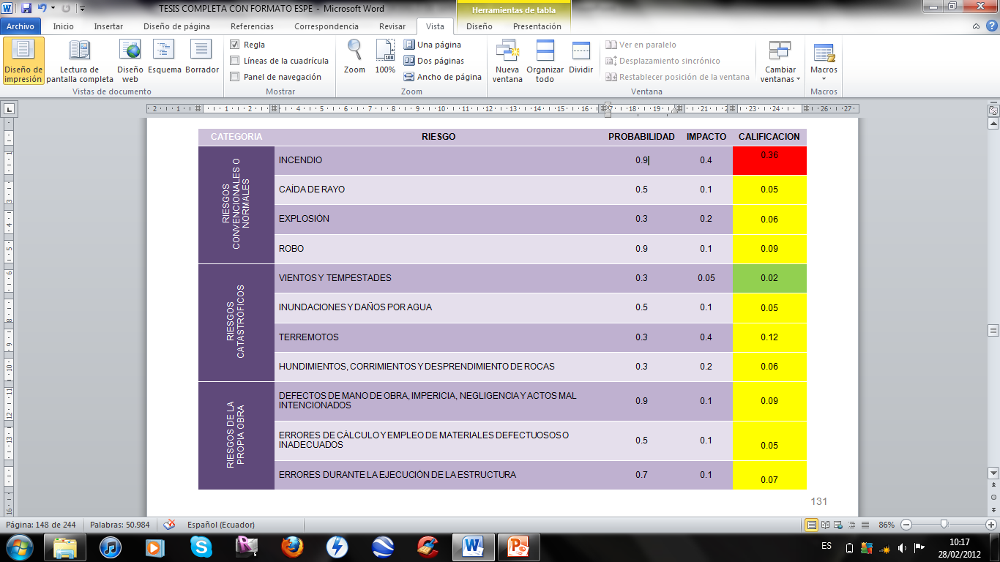 TESIS COMPLETA CON FORMATO ESPE - Microsoft Word
Herramientas de tabla
Archivo Inicio Insertar Diseño de página Referencias Correspondencia Revisar Vista Diseño Presentación
Diseño de impresión
Lectura de pantalla completa
Diseño web
Esquema
Borrador
Vistas de documento
Regla
Líneas de la cuadrícula
Panel de navegación
Mostrar
Zoom
100%
Una página
Dos páginas
Ancho de página
Zoom
Nueva ventana
Organizar todo
Dividir
Ver en paralelo
Desplazamiento sincrónico
Restablecer posición de la ventana
Ventana
Cambiar ventanas
Macros
Macros
CATEGORIA RIESGO PROBABILIDAD IMPACTO CALIFICACION
RIESGOS
CONVENCIONALES O
NORMALES
INCENDIO 0.9 0.4 0.36
CAÍDA DE RAYO 0.5 0.1 0.05
EXPLOSIÓN 0.3 0.2 0.06
ROBO 0.9 0.1 0.09
RIESGOS
CATASTRÓFICOS
VIENTOS Y TEMPESTADES 0.3 0.05 0.02
INUNDACIONES Y DAÑOS POR AGUA 0.5 0.1 0.05
TERREMOTOS 0.3 0.4 0.12
HUNDIMIENTOS, CORRIMIENTOS Y DESPRENDIMIENTO DE ROCAS 0.3 0.2 0.06
RIESGOS DE LA
PROPIA OBRA
DEFECTOS DE MANO DE OBRA, IMPERICIA, NEGLIGENCIA Y ACTOS MAL
INTENCIONADOS 0.9 0.1 0.09
ERRORES DE CÁLCULO Y EMPLEO DE MATERIALES DEFECTUOSOS O
INADECUADOS 0.5 0.1 0.05
ERRORES DURANTE LA EJECUCIÓN DE LA ESTRUCTURA 0.7 0.1 0.07
131
Página: 148 de 244 Palabras: 50.984 Español (Ecuador) 86%
ES 10:17
28/02/2012